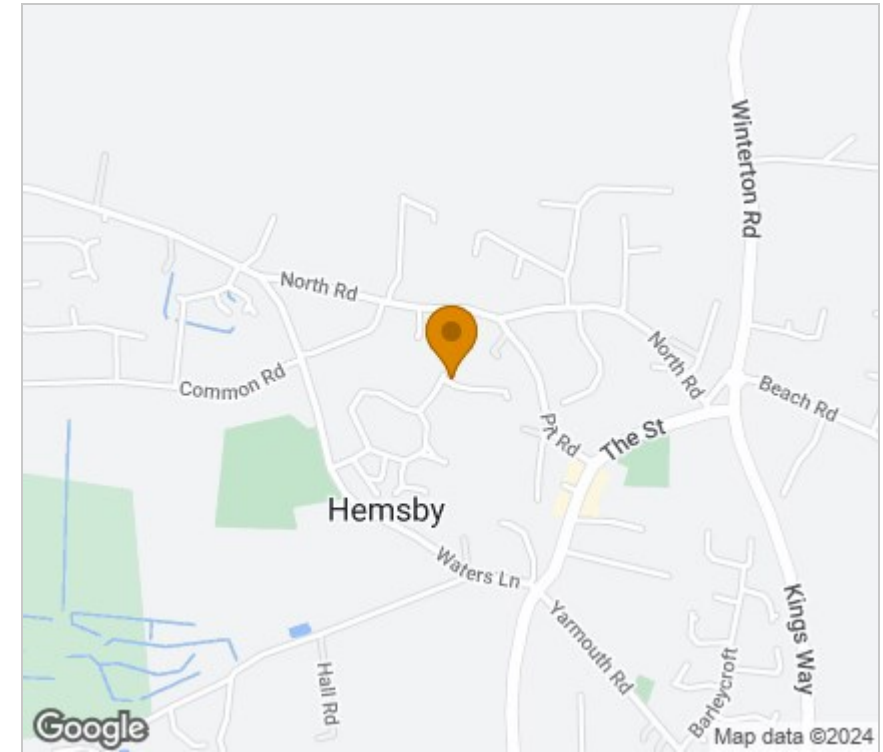 Winterton Rd
North Rd
Common Rd
North Rd
Beach Rd
Pit Rd
The St
Hemsby
Waters Ln
Yarmouth Rd
Kings Way
Hall Rd
Barleycroft
Google
Map data ©2024